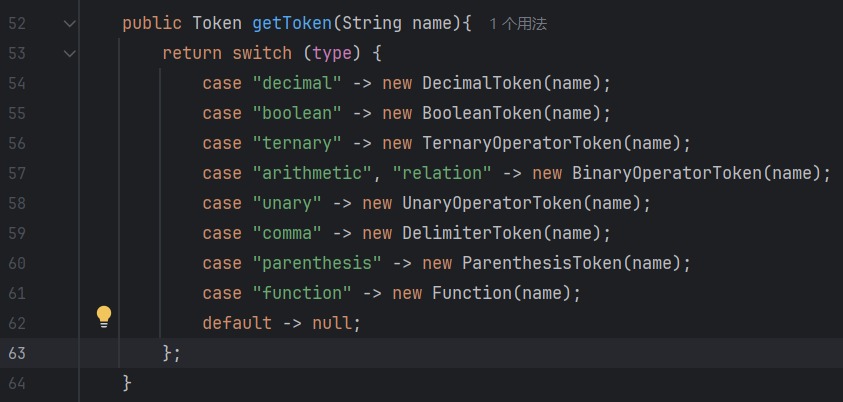 52 public Token getToken(String name){ 1 个用法
53 return switch (type) {
54 case "decimal" -> new DecimalToken(name);
55 case "boolean" -> new BooleanToken(name);
56 case "ternary" -> new TernaryOperatorToken(name);
57 case "arithmetic", "relation" -> new BinaryOperatorToken(name);
58 case "unary" -> new UnaryOperatorToken(name);
59 case "comma" -> new DelimiterToken(name);
60 case "parenthesis" -> new ParenthesisToken(name);
61 case "function" -> new Function(name);
62 default -> null;
63 };
64 }